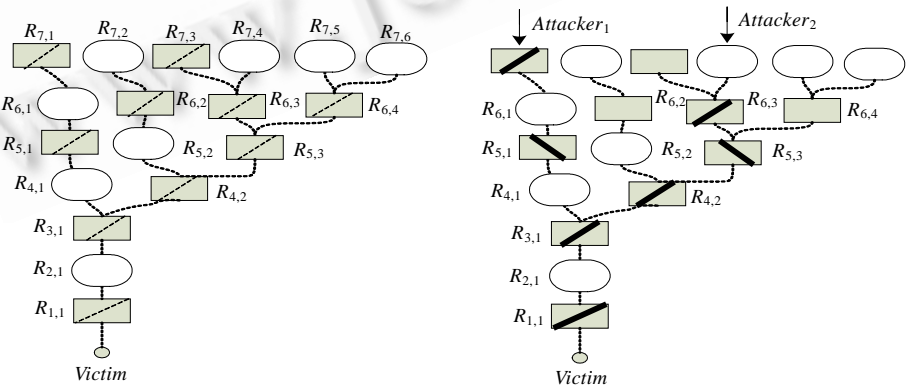 R7,1
R7,2
R7,3
R7,4
R7,5
R7,6
R6,1
R6,2
R6,3
R6,4
R5,1
R5,2
R5,3
R4,1
R4,2
R3,1
R2,1
R1,1
Victim
Attacker1
Attacker2
R6,1
R6,2
R6,3
R6,4
R5,1
R5,2
R5,3
R4,1
R4,2
R3,1
R2,1
R1,1
Victim